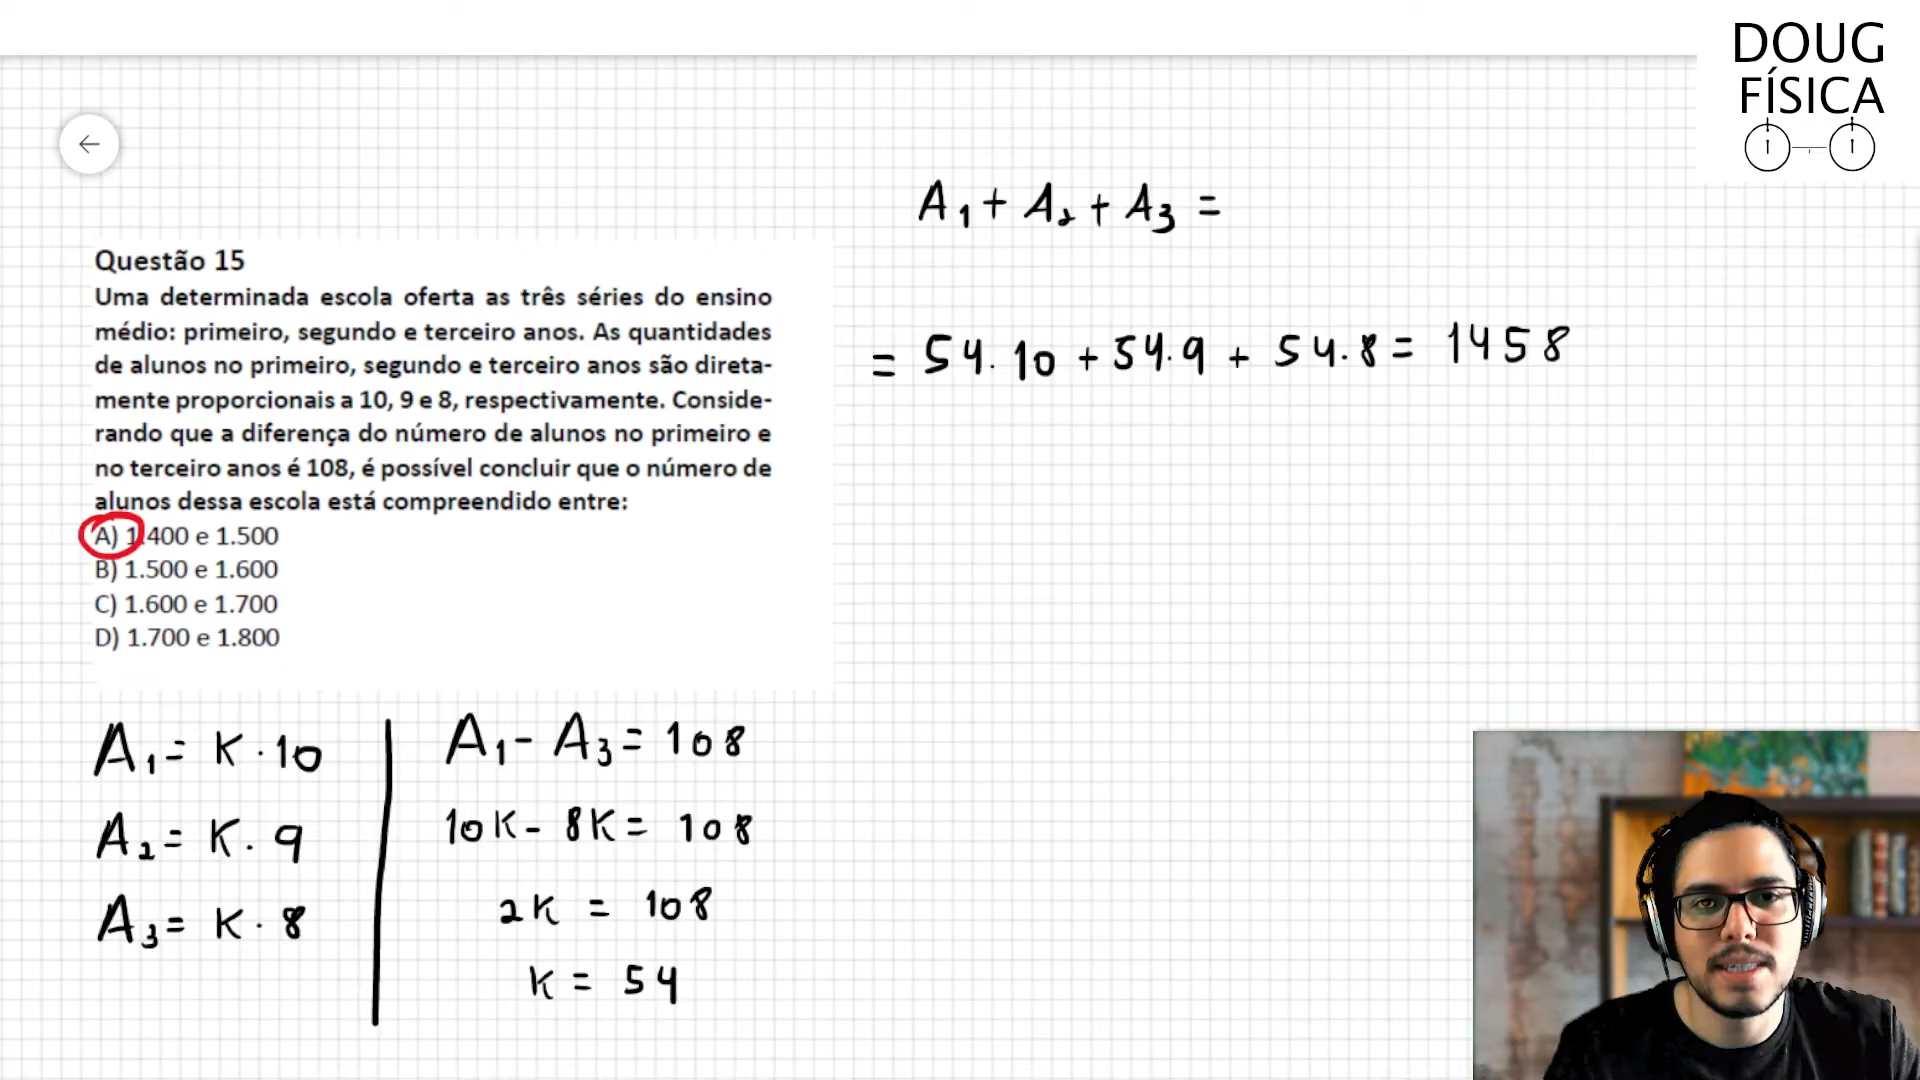 DOUG
FÍSICA
Questão 15
Uma determinada escola oferta as três séries do ensino
médio: primeiro, segundo e terceiro anos. As quantidades
de alunos no primeiro, segundo e terceiro anos são direta-
mente proporcionais a 10, 9 e 8, respectivamente. Conside-
rando que a diferença do número de alunos no primeiro e
no terceiro anos é 108, é possível concluir que o número de
alunos dessa escola está compreendido entre:
A) 1.400 e 1.500
B) 1.500 e 1.600
C) 1.600 e 1.700
D) 1.700 e 1.800
A₁ = K · 10
A₂ = K · 9
A₃ = K · 8
A₁ - A₃ = 108
10K - 8K = 108
2K = 108
K = 54
A₁ + A₂ + A₃ =
= 54 · 10 + 54 · 9 + 54 · 8 = 1458